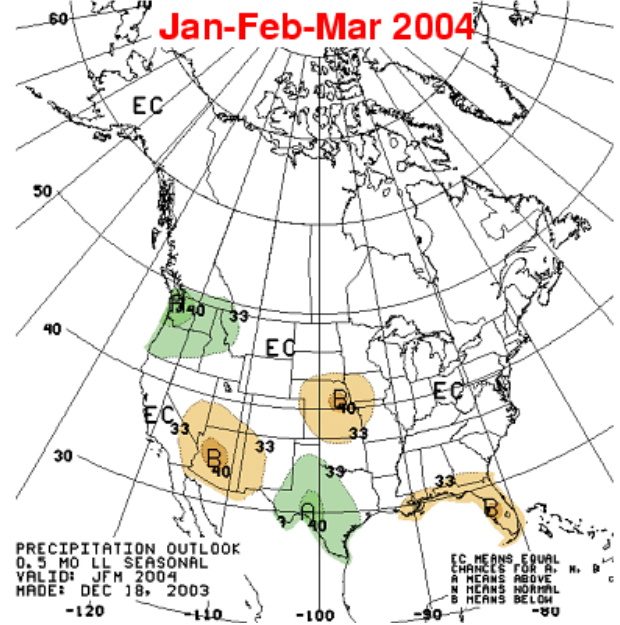 Jan-Feb-Mar 2004
60
EC
50
A
40
33
40
EC
B
40
EC
EC
33
33
33
B
40
30
33
33
A
40
B
PRECIPITATION OUTLOOK
0.5 MO LL SEASONAL
VALID: JFM 2004
MADE: DEC 18, 2003
EC MEANS EQUAL
CHANCES FOR A, N, B
A MEANS ABOVE
N MEANS NORMAL
B MEANS BELOW
-120
-110
-100
-90
-80